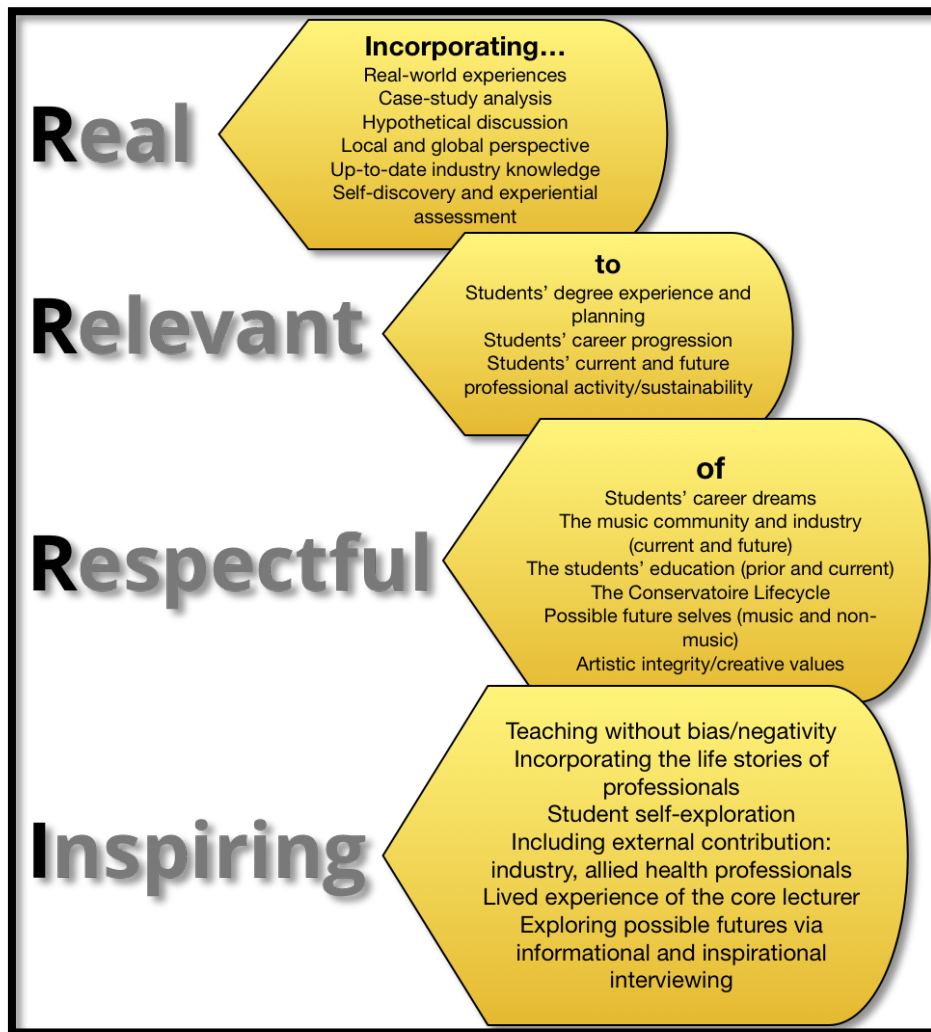 Real
Incorporating…
Real-world experiences
Case-study analysis
Hypothetical discussion
Local and global perspective
Up-to-date industry knowledge
Self-discovery and experiential
assessment
Relevant
to
Students’ degree experience and
planning
Students’ career progression
Students’ current and future
professional activity/sustainability
Respectful
of
Students’ career dreams
The music community and industry
(current and future)
The students’ education (prior and current)
The Conservatoire Lifecycle
Possible future selves (music and non-
music)
Artistic integrity/creative values
Inspiring
Teaching without bias/negativity
Incorporating the life stories of
professionals
Student self-exploration
Including external contribution:
industry, allied health professionals
Lived experience of the core lecturer
Exploring possible futures via
informational and inspirational
interviewing